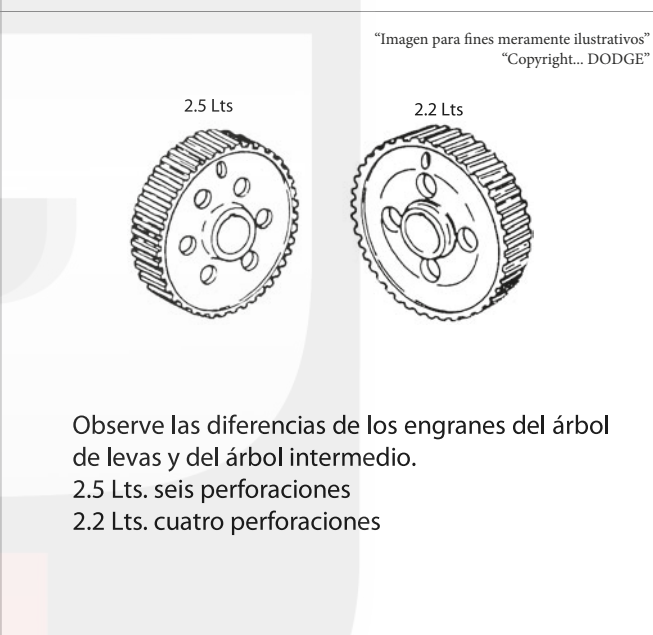 “Imagen para fines meramente ilustrativos”
“Copyright... DODGE”
2.5 Lts
2.2 Lts
Observe las diferencias de los engranes del árbol
de levas y del árbol intermedio.
2.5 Lts. seis perforaciones
2.2 Lts. cuatro perforaciones